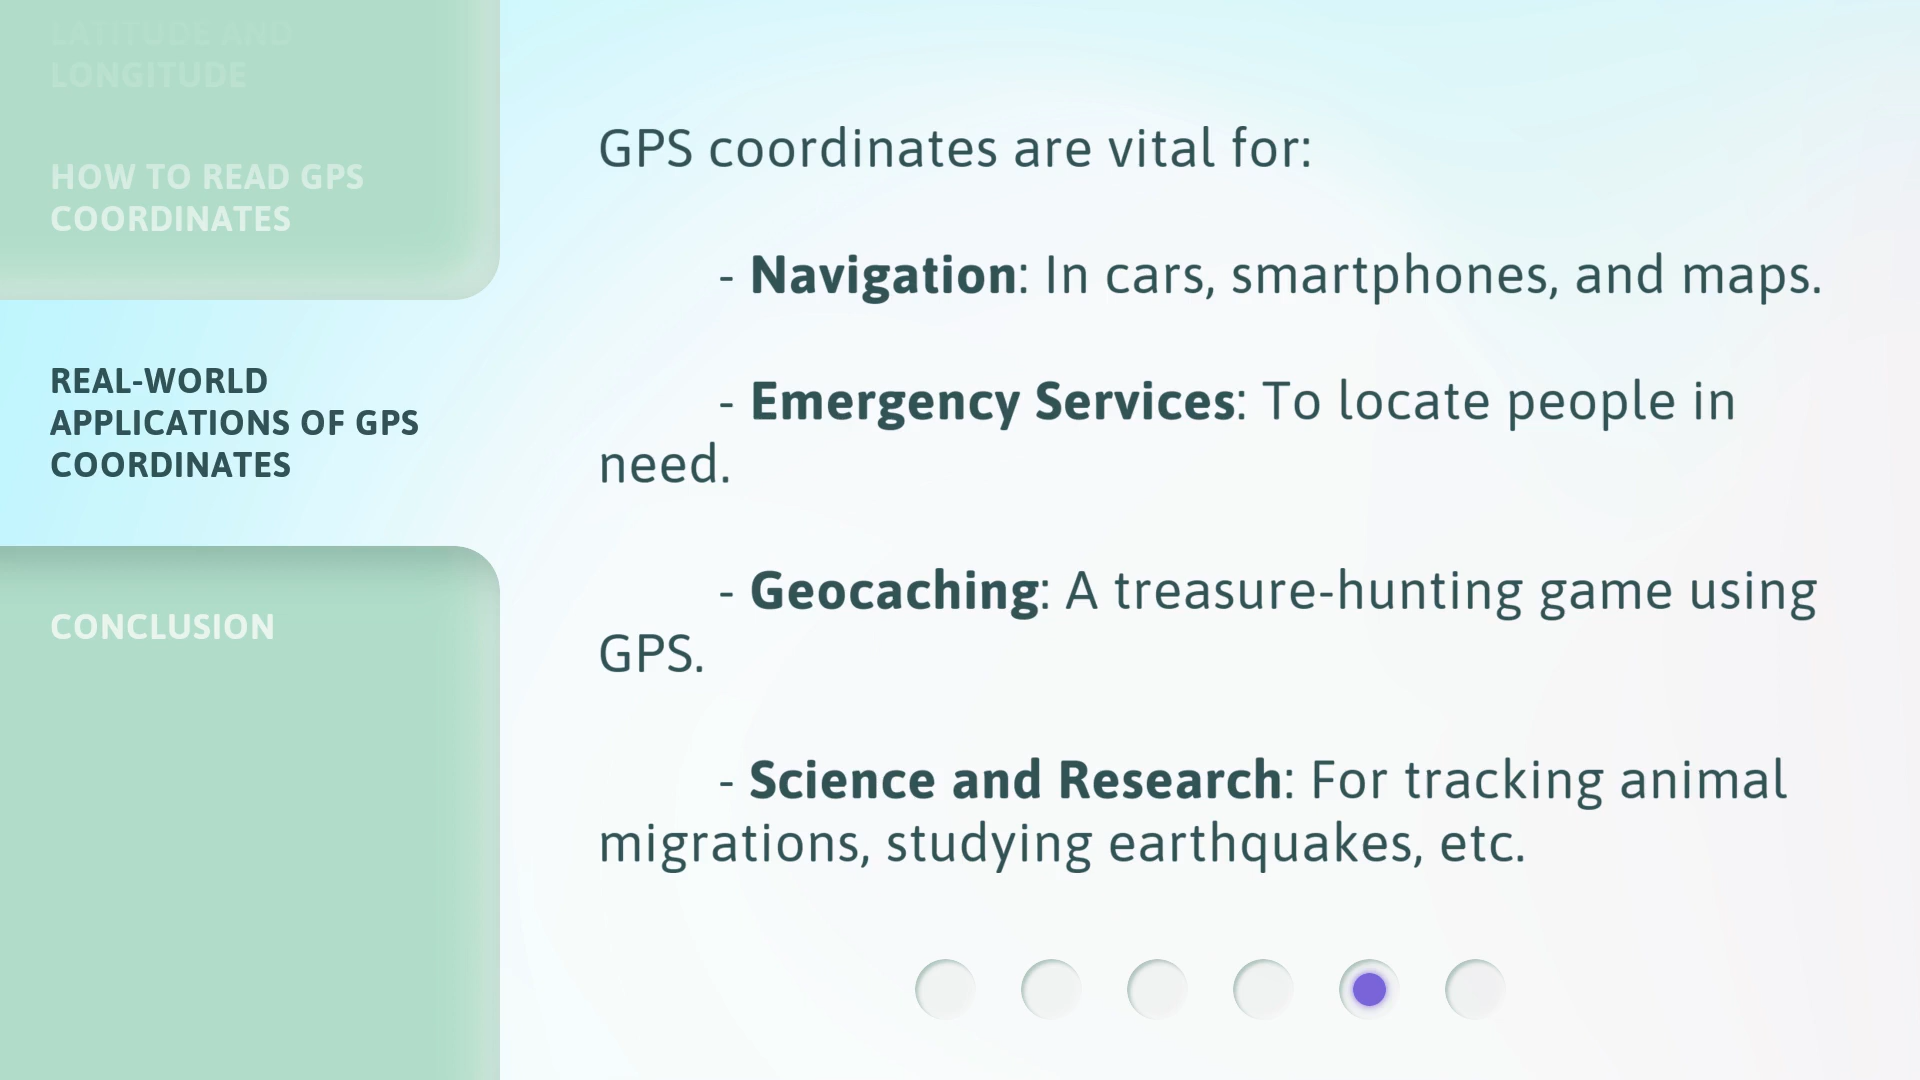 LATITUDE AND
LONGITUDE
HOW TO READ GPS
COORDINATES
REAL-WORLD
APPLICATIONS OF GPS
COORDINATES
CONCLUSION
GPS coordinates are vital for:
- Navigation: In cars, smartphones, and maps.
- Emergency Services: To locate people in
need.
- Geocaching: A treasure-hunting game using
GPS.
- Science and Research: For tracking animal
migrations, studying earthquakes, etc.